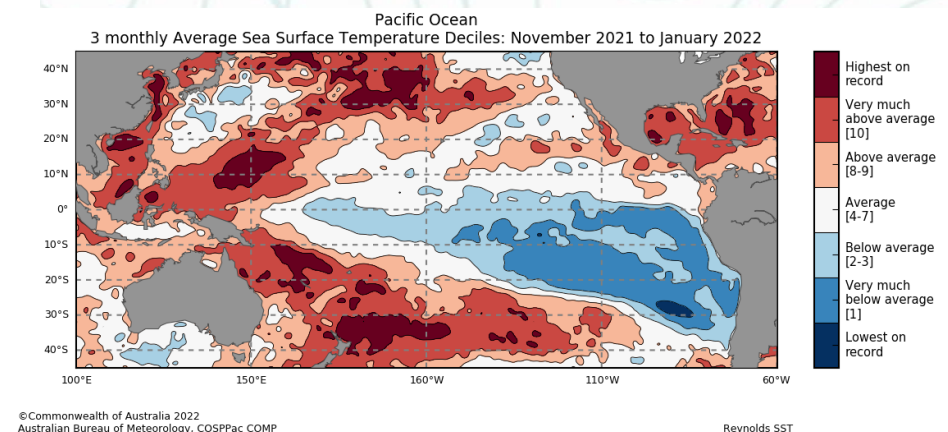 Pacific Ocean
3 monthly Average Sea Surface Temperature Deciles: November 2021 to January 2022
40°N
30°N
20°N
10°N
0°
10°S
20°S
30°S
40°S
100°E
150°E
160°W
110°W
60°W
Highest on
record
Very much
above average
[10]
Above average
[8-9]
Average
[4-7]
Below average
[2-3]
Very much
below average
[1]
Lowest on
record
©Commonwealth of Australia 2022
Australian Bureau of Meteorology, COSPPac COMP
Reynolds SST